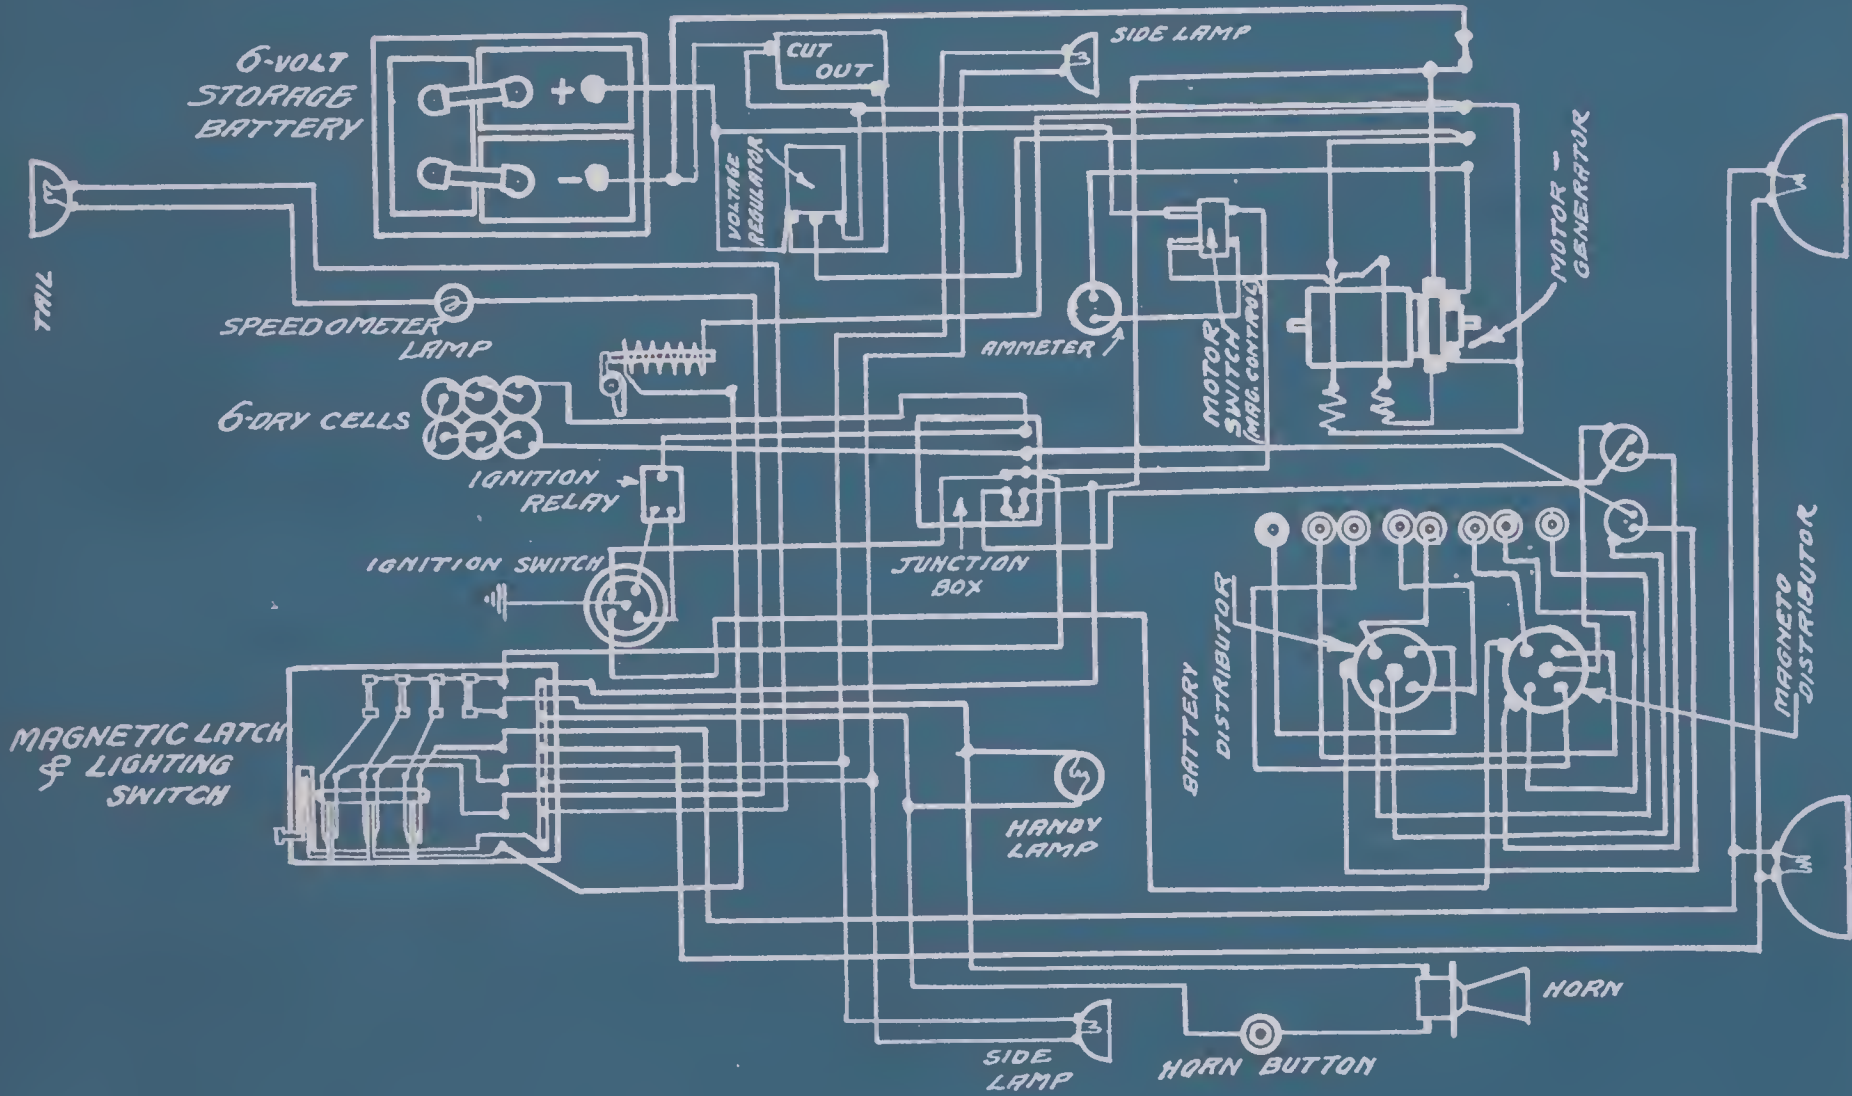 6-VOLT
STORAGE
BATTERY
+
-
CUT
OUT
SIDE LAMP
VOLTAGE
REGULATOR
MOTOR -
GENERATOR
TAIL
SPEEDOMETER
LAMP
AMMETER
MOTOR
SWITCH
(MAG. CONTROL)
6-DRY CELLS
IGNITION
RELAY
IGNITION SWITCH
JUNCTION
BOX
BATTERY
DISTRIBUTOR
MAGNETO
DISTRIBUTOR
MAGNETIC LATCH
& LIGHTING
SWITCH
HANDY
LAMP
HORN
SIDE
LAMP
HORN BUTTON